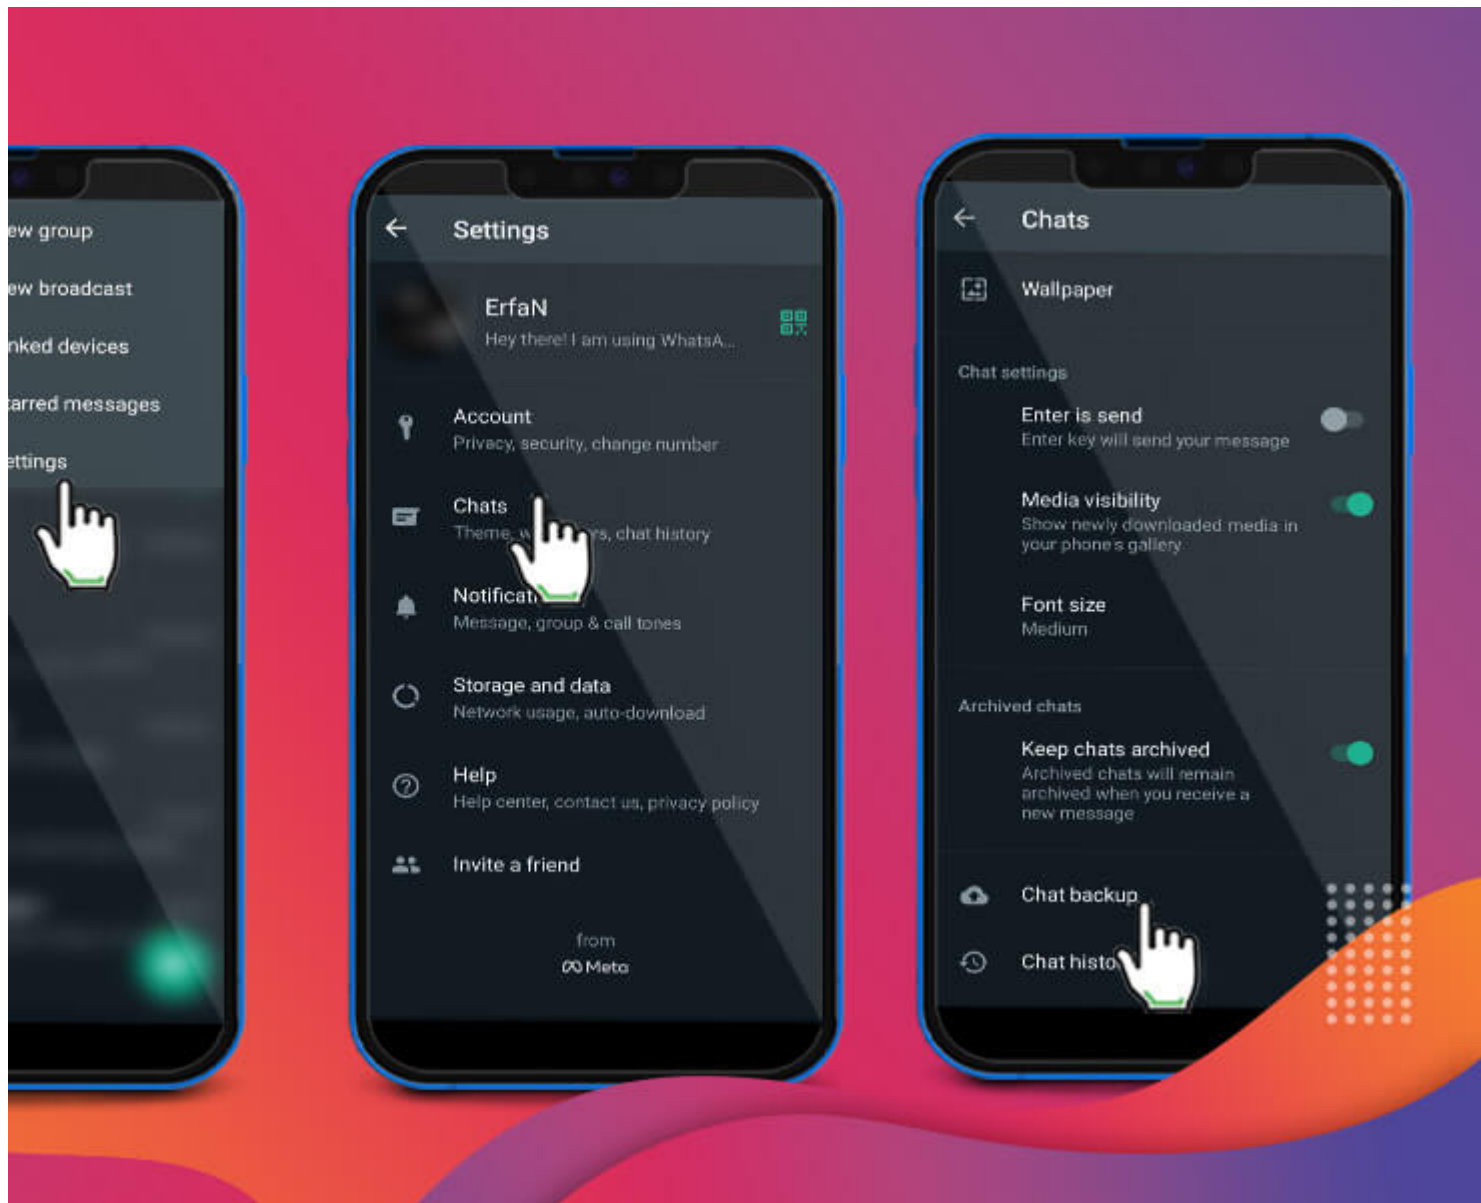 ew group
ew broadcast
nked devices
tarred messages
ettings
Settings
ErfaN
Hey there! I am using WhatsA...
Account
Privacy, security, change number
Chats
Theme, w rs, chat history
Notificati
Message, group & call tones
Storage and data
Network usage, auto-download
Help
Help center, contact us, privacy policy
Invite a friend
from
Meta
Chats
Wallpaper
Chat settings
Enter is send
Enter key will send your message
Media visibility
Show newly downloaded media in
your phone's gallery
Font size
Medium
Archived chats
Keep chats archived
Archived chats will remain
archived when you receive a
new message
Chat backup
Chat histo